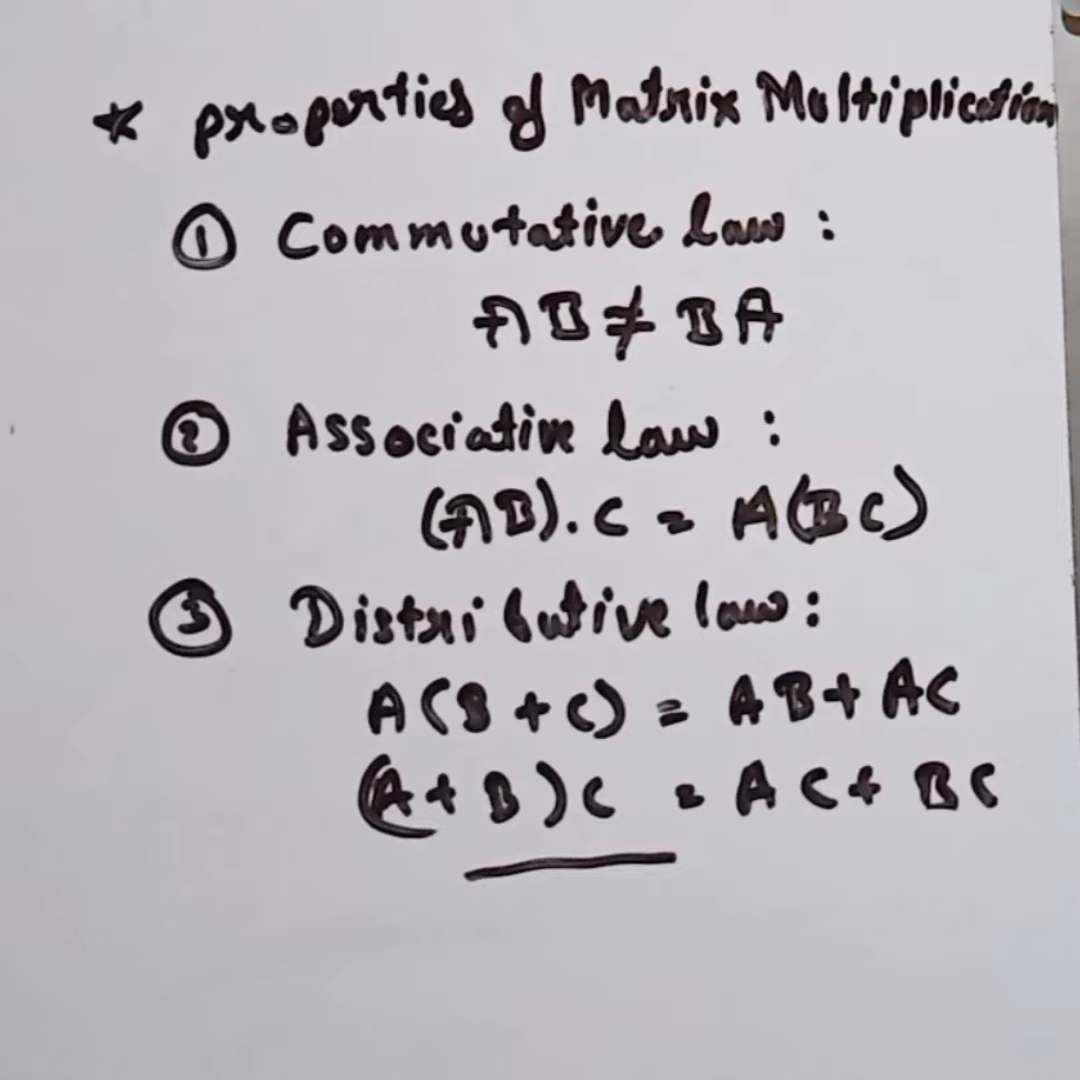 * properties of Matrix Multiplication
① Commutative law :
AB ≠ BA
② Associative law :
(AB).C = A(BC)
③ Distributive law :
A(B+C) = AB+AC
(A+B)C = AC+BC